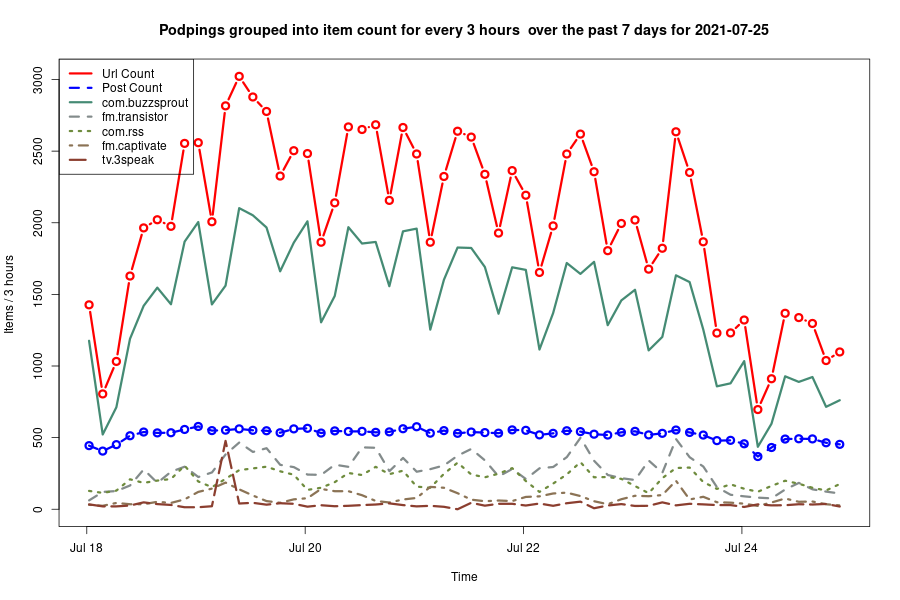 Podpings grouped into item count for every 3 hours  over the past 7 days for 2021-07-25
Url Count
Post Count
com.buzzsprout
fm.transistor
com.rss
fm.captivate
tv.3speak
Items / 3 hours
3000
2500
2000
1500
1000
500
0
Jul 18
Jul 20
Jul 22
Jul 24
Time